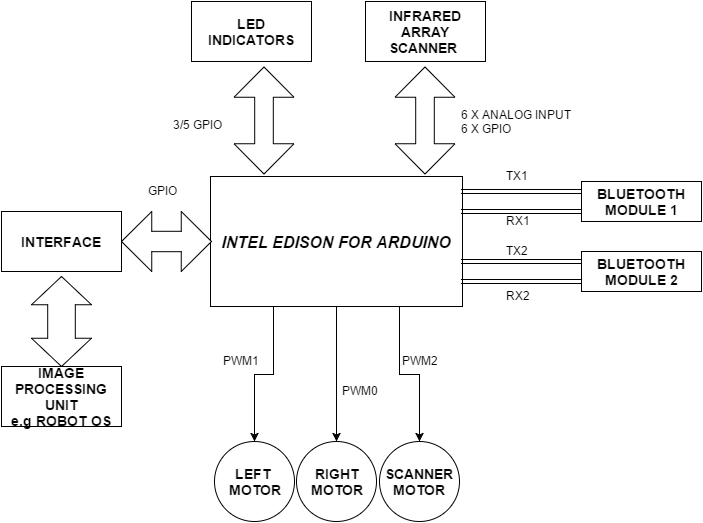 LED
INDICATORS
INFRARED
ARRAY
SCANNER
3/5 GPIO
6 X ANALOG INPUT
6 X GPIO
GPIO
TX1
BLUETOOTH
MODULE 1
RX1
INTERFACE
INTEL EDISON FOR ARDUINO
TX2
BLUETOOTH
MODULE 2
RX2
IMAGE
PROCESSING
UNIT
e.g ROBOT OS
PWM1
PWM0
PWM2
LEFT
MOTOR
RIGHT
MOTOR
SCANNER
MOTOR